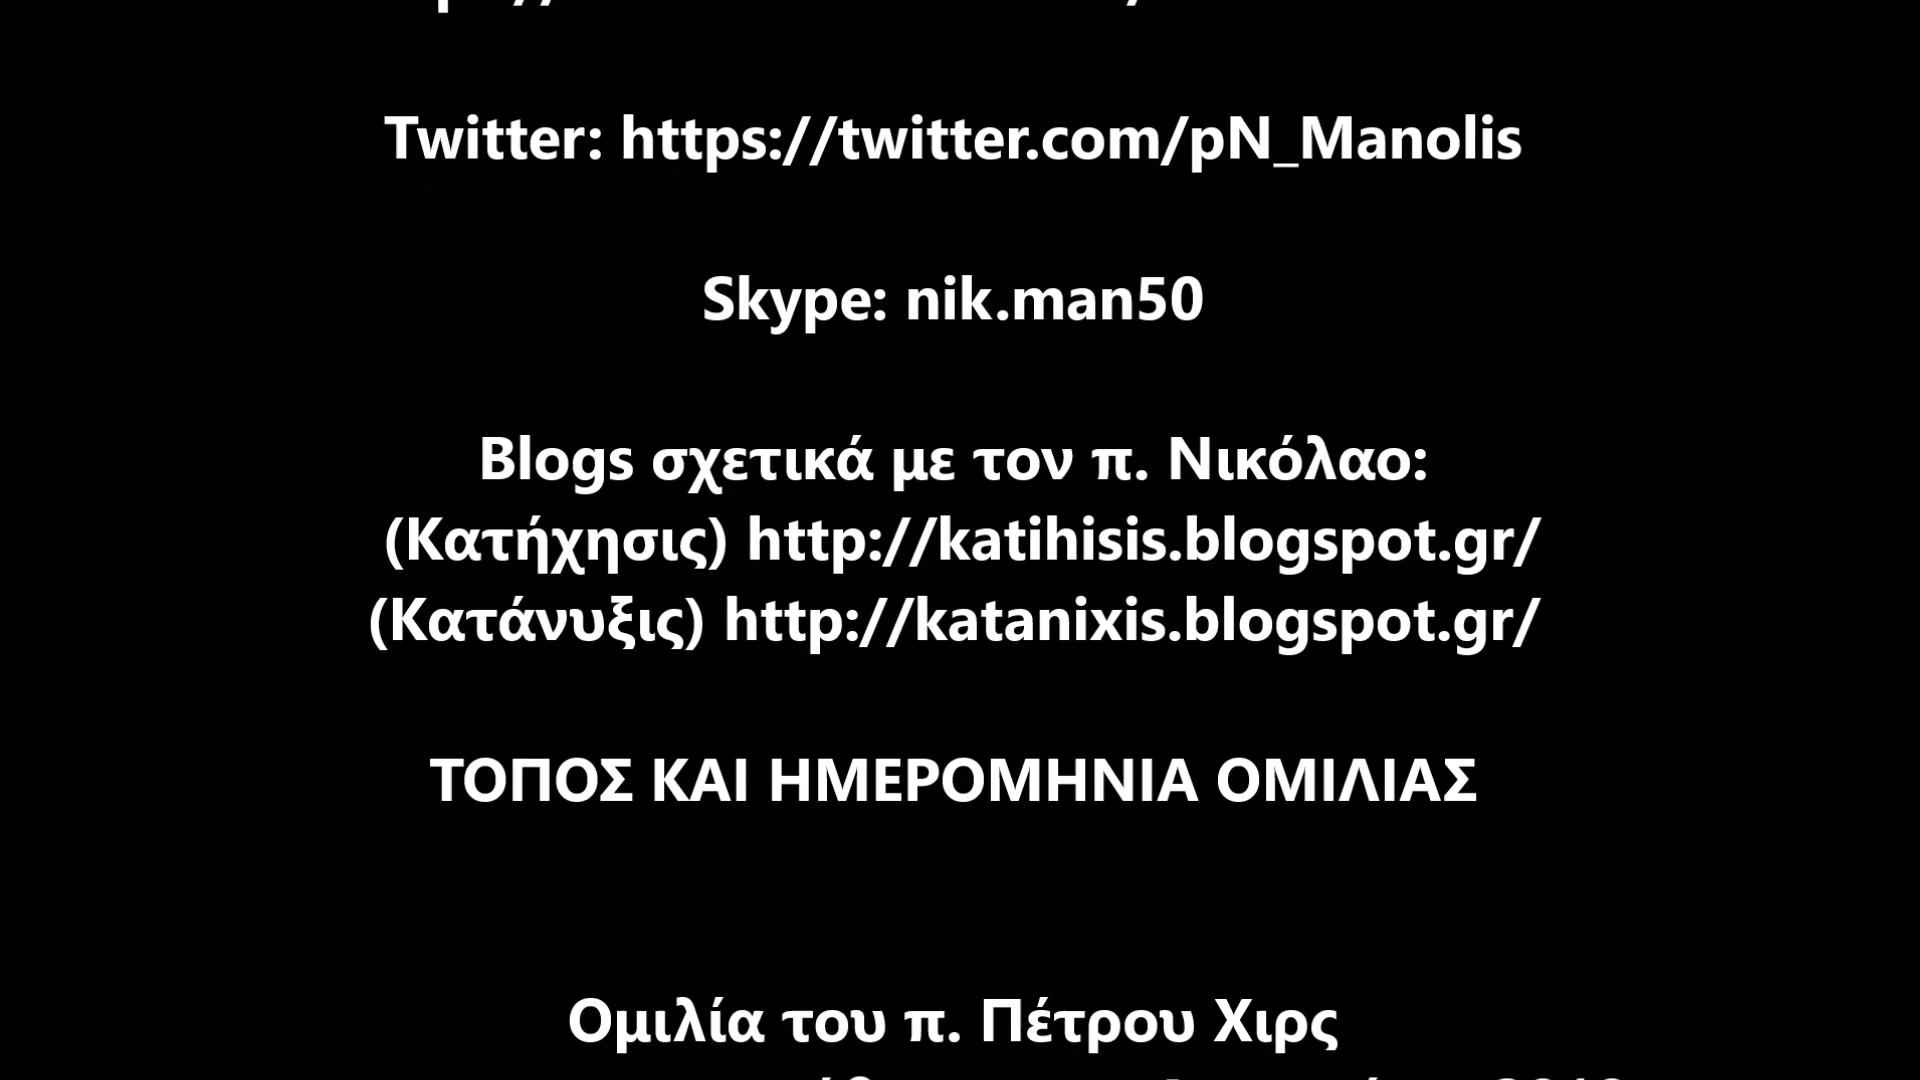 Twitter: https://twitter.com/pN_Manolis
Skype: nik.man50
Blogs σχετικά με τον π. Νικόλαο:
(Κατήχησις) http://katihisis.blogspot.gr/
(Κατάνυξις) http://katanixis.blogspot.gr/
ΤΟΠΟΣ ΚΑΙ ΗΜΕΡΟΜΗΝΙΑ ΟΜΙΛΙΑΣ
Ομιλία του π. Πέτρου Χιρς